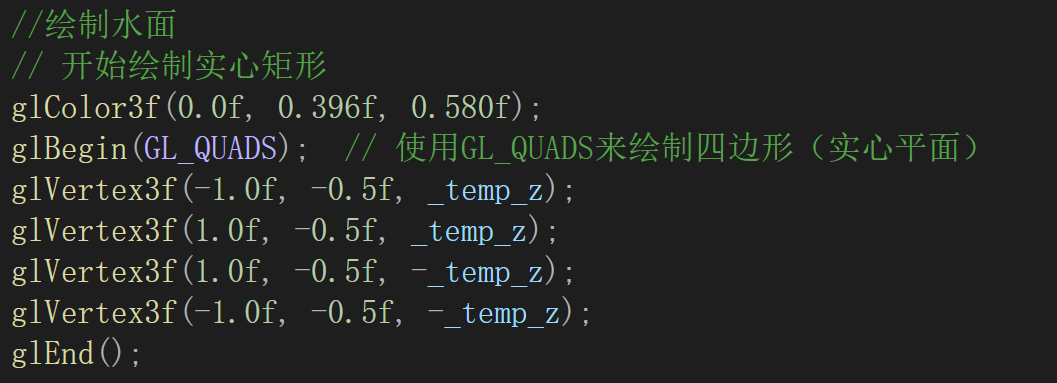 //绘制水面
// 开始绘制实心矩形
glColor3f(0.0f, 0.396f, 0.580f);
glBegin(GL_QUADS);  // 使用GL_QUADS来绘制四边形（实心平面）
glVertex3f(-1.0f, -0.5f, _temp_z);
glVertex3f(1.0f, -0.5f, _temp_z);
glVertex3f(1.0f, -0.5f, -_temp_z);
glVertex3f(-1.0f, -0.5f, -_temp_z);
glEnd();